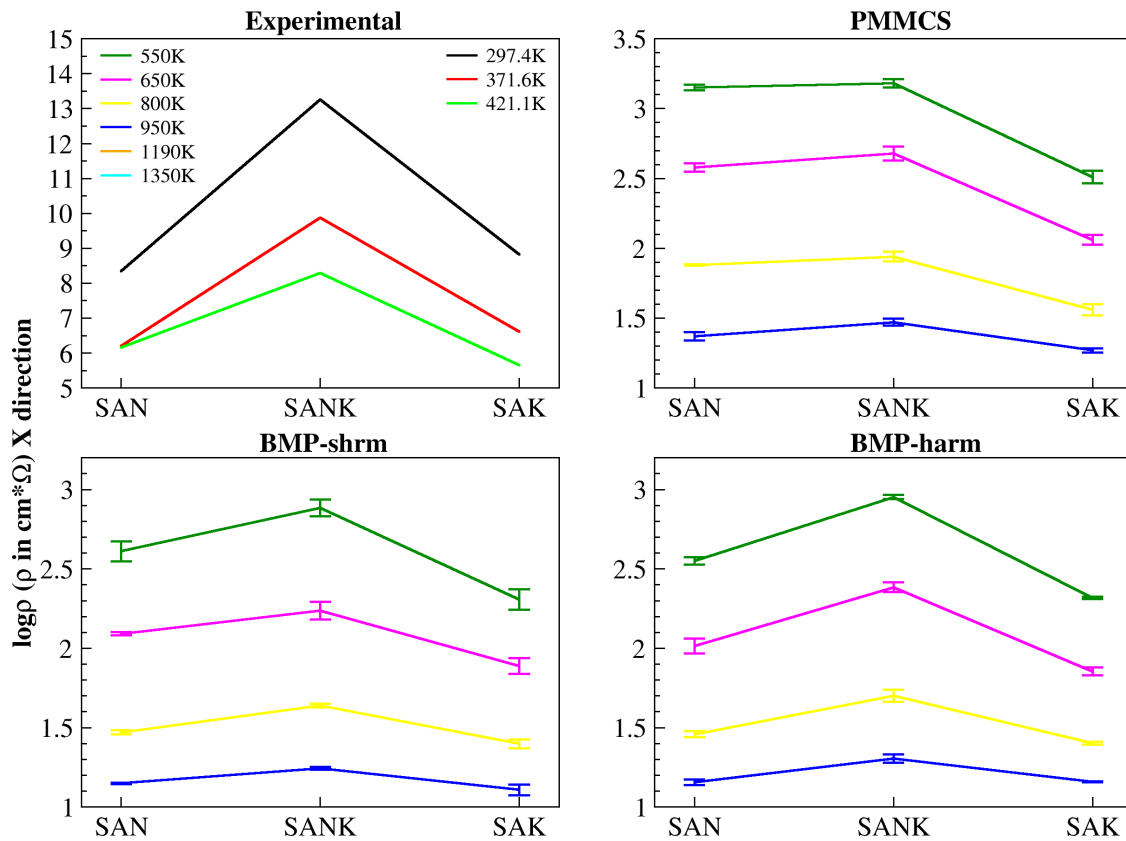 Experimental
15
14
13
12
11
10
9
8
7
6
5
550K
650K
800K
950K
1190K
1350K
297.4K
371.6K
421.1K
SAN SANK SAK
PMMCS
3.5
3
2.5
2
1.5
1
SAN SANK SAK
logρ (ρ in cm*Ω) X direction
BMP-shrm
3
2.5
2
1.5
1
SAN SANK SAK
BMP-harm
3
2.5
2
1.5
1
SAN SANK SAK